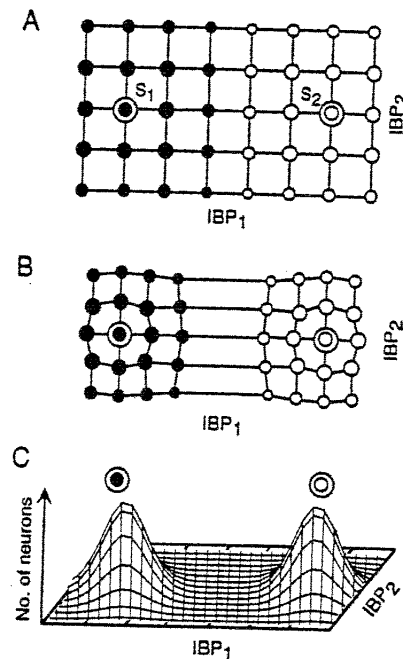 A
S1
S2
IBP2
IBP1
B
IBP2
IBP1
C
No. of neurons
IBP2
IBP1